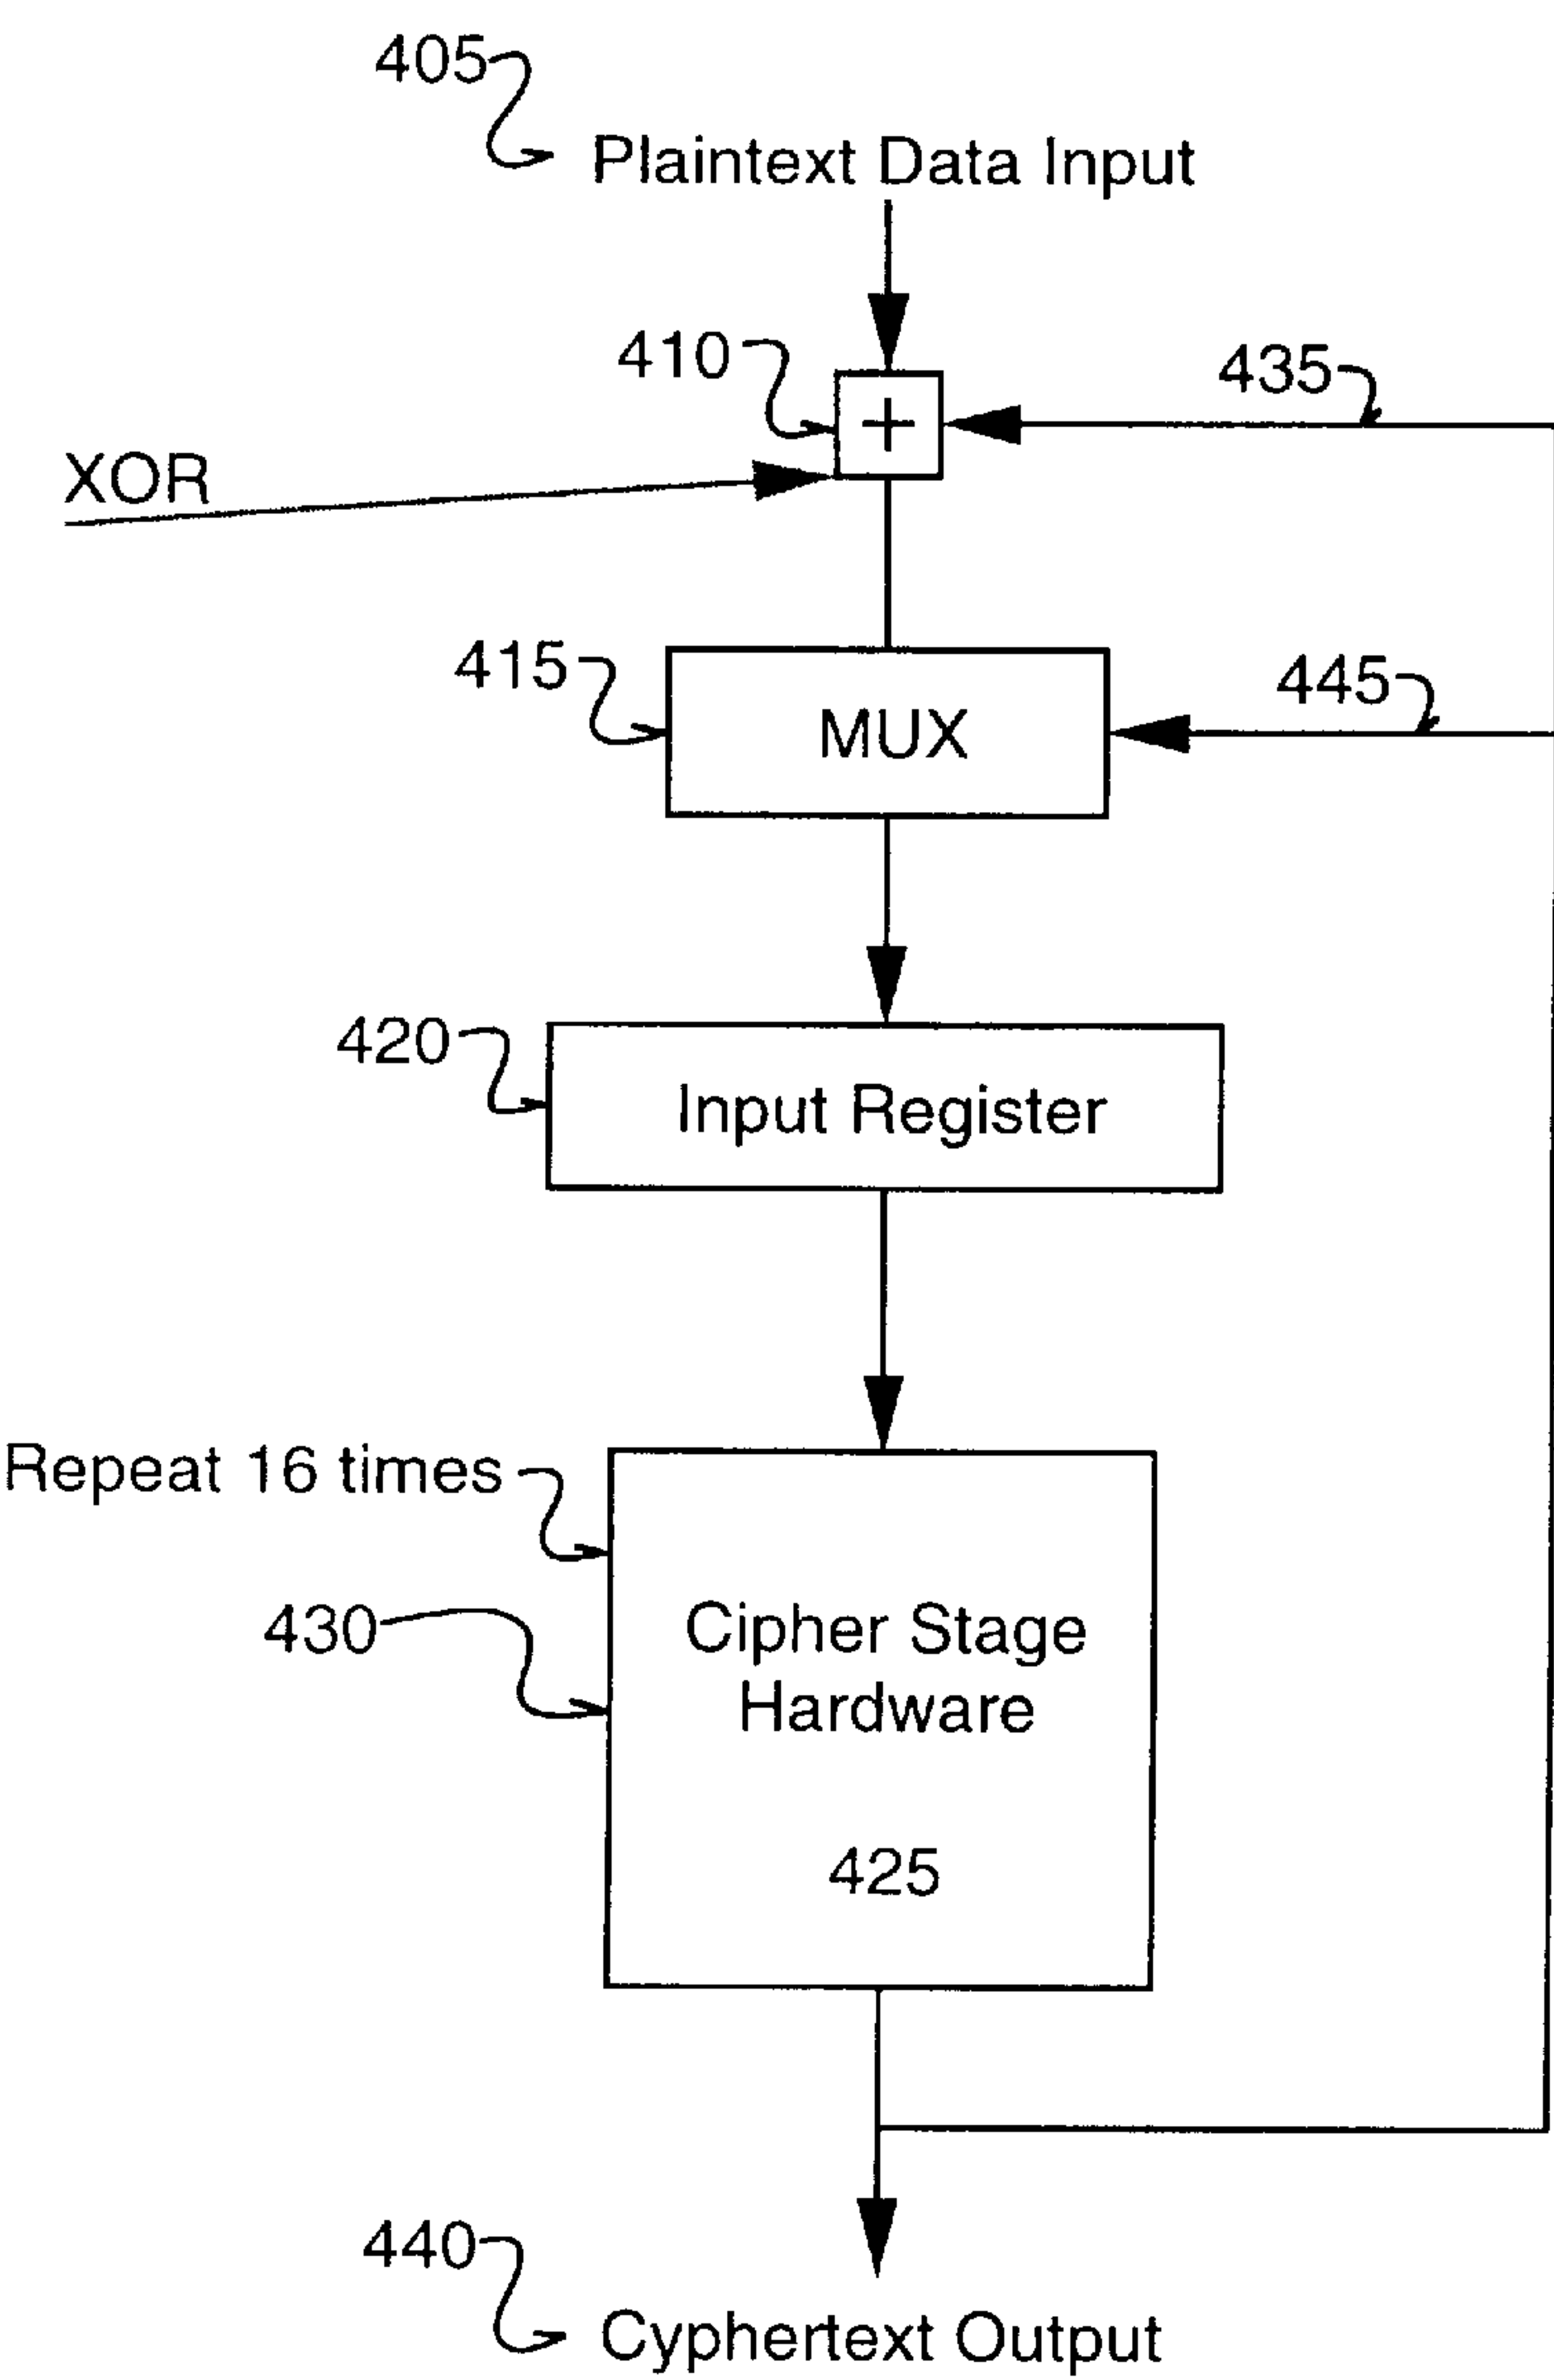 405
Plaintext Data Input
410
+
435
XOR
415
MUX
445
420
Input Register
Repeat 16 times
430
Cipher Stage
Hardware
425
440
Cyphertext Output